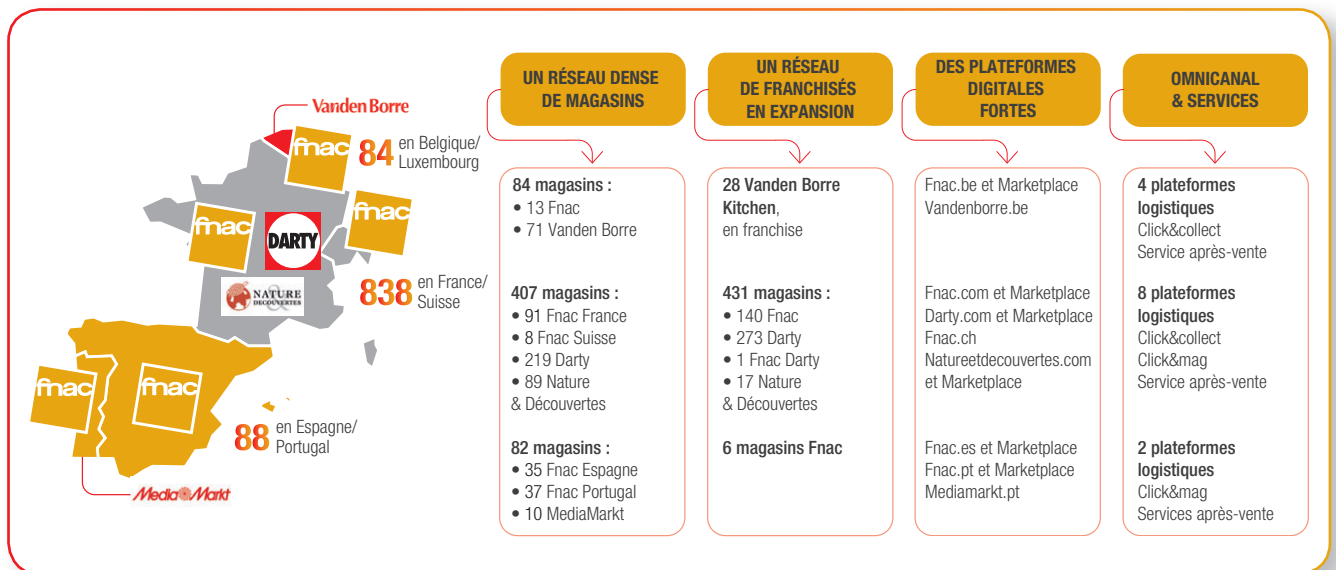 Vanden Borre
fnac
84 en Belgique/
Luxembourg
fnac
fnac
DARTY
NATURE
&
DECOUVERTES
838 en France/
Suisse
fnac
fnac
88 en Espagne/
Portugal
Media Markt
UN RÉSEAU DENSE
DE MAGASINS
84 magasins :
• 13 Fnac
• 71 Vanden Borre
407 magasins :
• 91 Fnac France
• 8 Fnac Suisse
• 219 Darty
• 89 Nature
& Découvertes
82 magasins :
• 35 Fnac Espagne
• 37 Fnac Portugal
• 10 MediaMarkt
UN RÉSEAU
DE FRANCHISÉS
EN EXPANSION
28 Vanden Borre
Kitchen,
en franchise
431 magasins :
• 140 Fnac
• 273 Darty
• 1 Fnac Darty
• 17 Nature
& Découvertes
6 magasins Fnac
DES PLATEFORMES
DIGITALES
FORTES
Fnac.be et Marketplace
Vandenborre.be
Fnac.com et Marketplace
Darty.com et Marketplace
Fnac.ch
Natureetdecouvertes.com
et Marketplace
Fnac.es et Marketplace
Fnac.pt et Marketplace
Mediamarkt.pt
OMNICANAL
& SERVICES
4 plateformes
logistiques
Click&collect
Service après-vente
8 plateformes
logistiques
Click&collect
Click&mag
Service après-vente
2 plateformes
logistiques
Click&mag
Services après-vente